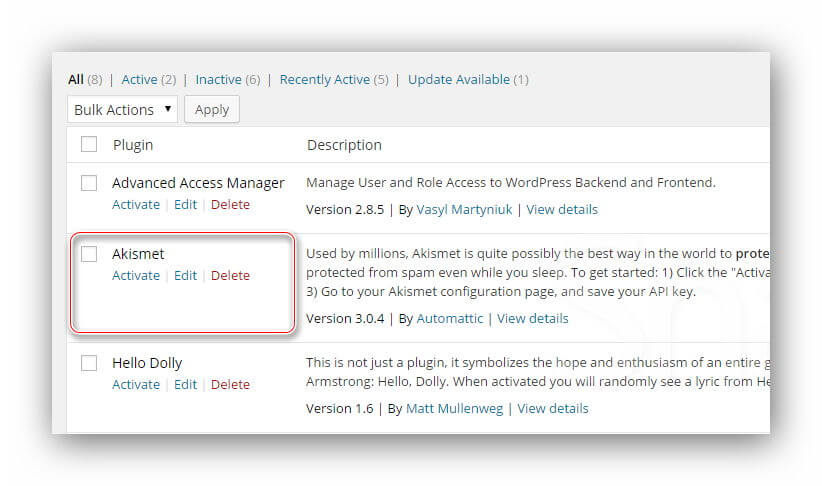 All (8) | Active (2) | Inactive (6) | Recently Active (5) | Update Available (1)
Bulk Actions Apply
Plugin Description
Advanced Access Manager Manage User and Role Access to WordPress Backend and Frontend.
Activate | Edit | Delete Version 2.8.5 | By Vasyl Martyniuk | View details
Akismet Used by millions, Akismet is quite possibly the best way in the world to prote
Activate | Edit | Delete protected from spam even while you sleep. To get started: 1) Click the "Activa
3) Go to your Akismet configuration page, and save your API key.
Version 3.0.4 | By Automattic | View details
Hello Dolly This is not just a plugin, it symbolizes the hope and enthusiasm of an entire g
Activate | Edit | Delete Armstrong: Hello, Dolly. When activated you will randomly see a lyric from He
Version 1.6 | By Matt Mullenweg | View details